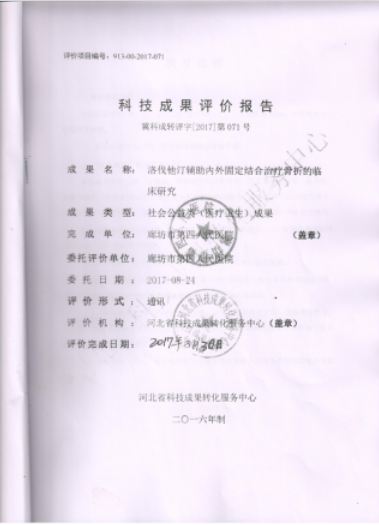 评价项目编号：913-00-2017-071
科技成果评价报告
冀科成转评字[2017]第071号
成果名称：洛伐他汀辅助内外固定结合治疗骨折的临
床研究
成果类型：社会公益类（医疗卫生）成果
完成单位：廊坊市第四人民医院（盖章）
委托评价单位：廊坊市第四人民医院
委托日期：2017-08-24
评价形式：通讯
评价机构：河北省科技成果转化服务中心（盖章）
评价完成日期：2017年8月30日
河北省科技成果转化服务中心
二〇一六年制